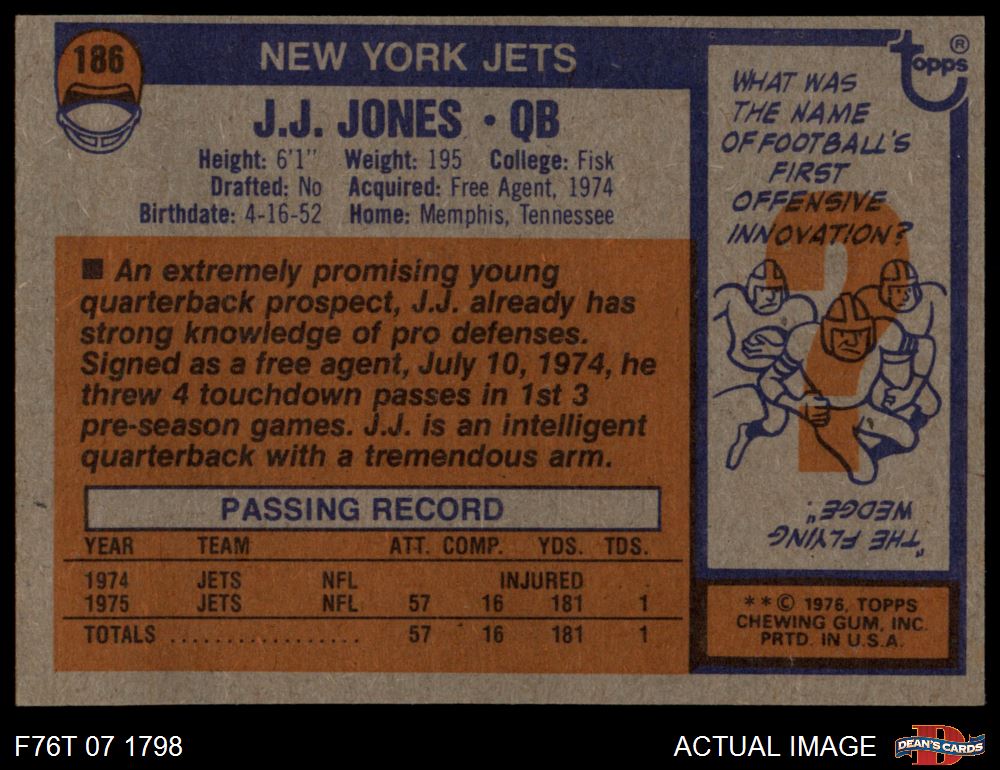 186
NEW YORK JETS
J.J. JONES • QB
Height: 6'1" Weight: 195 College: Fisk
Drafted: No Acquired: Free Agent, 1974
Birthdate: 4-16-52 Home: Memphis, Tennessee
■ An extremely promising young
quarterback prospect, J.J. already has
strong knowledge of pro defenses.
Signed as a free agent, July 10, 1974, he
threw 4 touchdown passes in 1st 3
pre-season games. J.J. is an intelligent
quarterback with a tremendous arm.
PASSING RECORD
YEAR TEAM ATT. COMP. YDS. TDS.
1974 JETS NFL INJURED
1975 JETS NFL 57 16 181 1
TOTALS ................. 57 16 181 1
topps ®
WHAT WAS
THE NAME
OF FOOTBALL'S
FIRST
OFFENSIVE
INNOVATION?
?
"THE FLYING
WEDGE".
**© 1976, TOPPS
CHEWING GUM, INC.
PRTD. IN U.S.A.
F76T 07 1798
ACTUAL IMAGE
D
DEAN'S CARDS